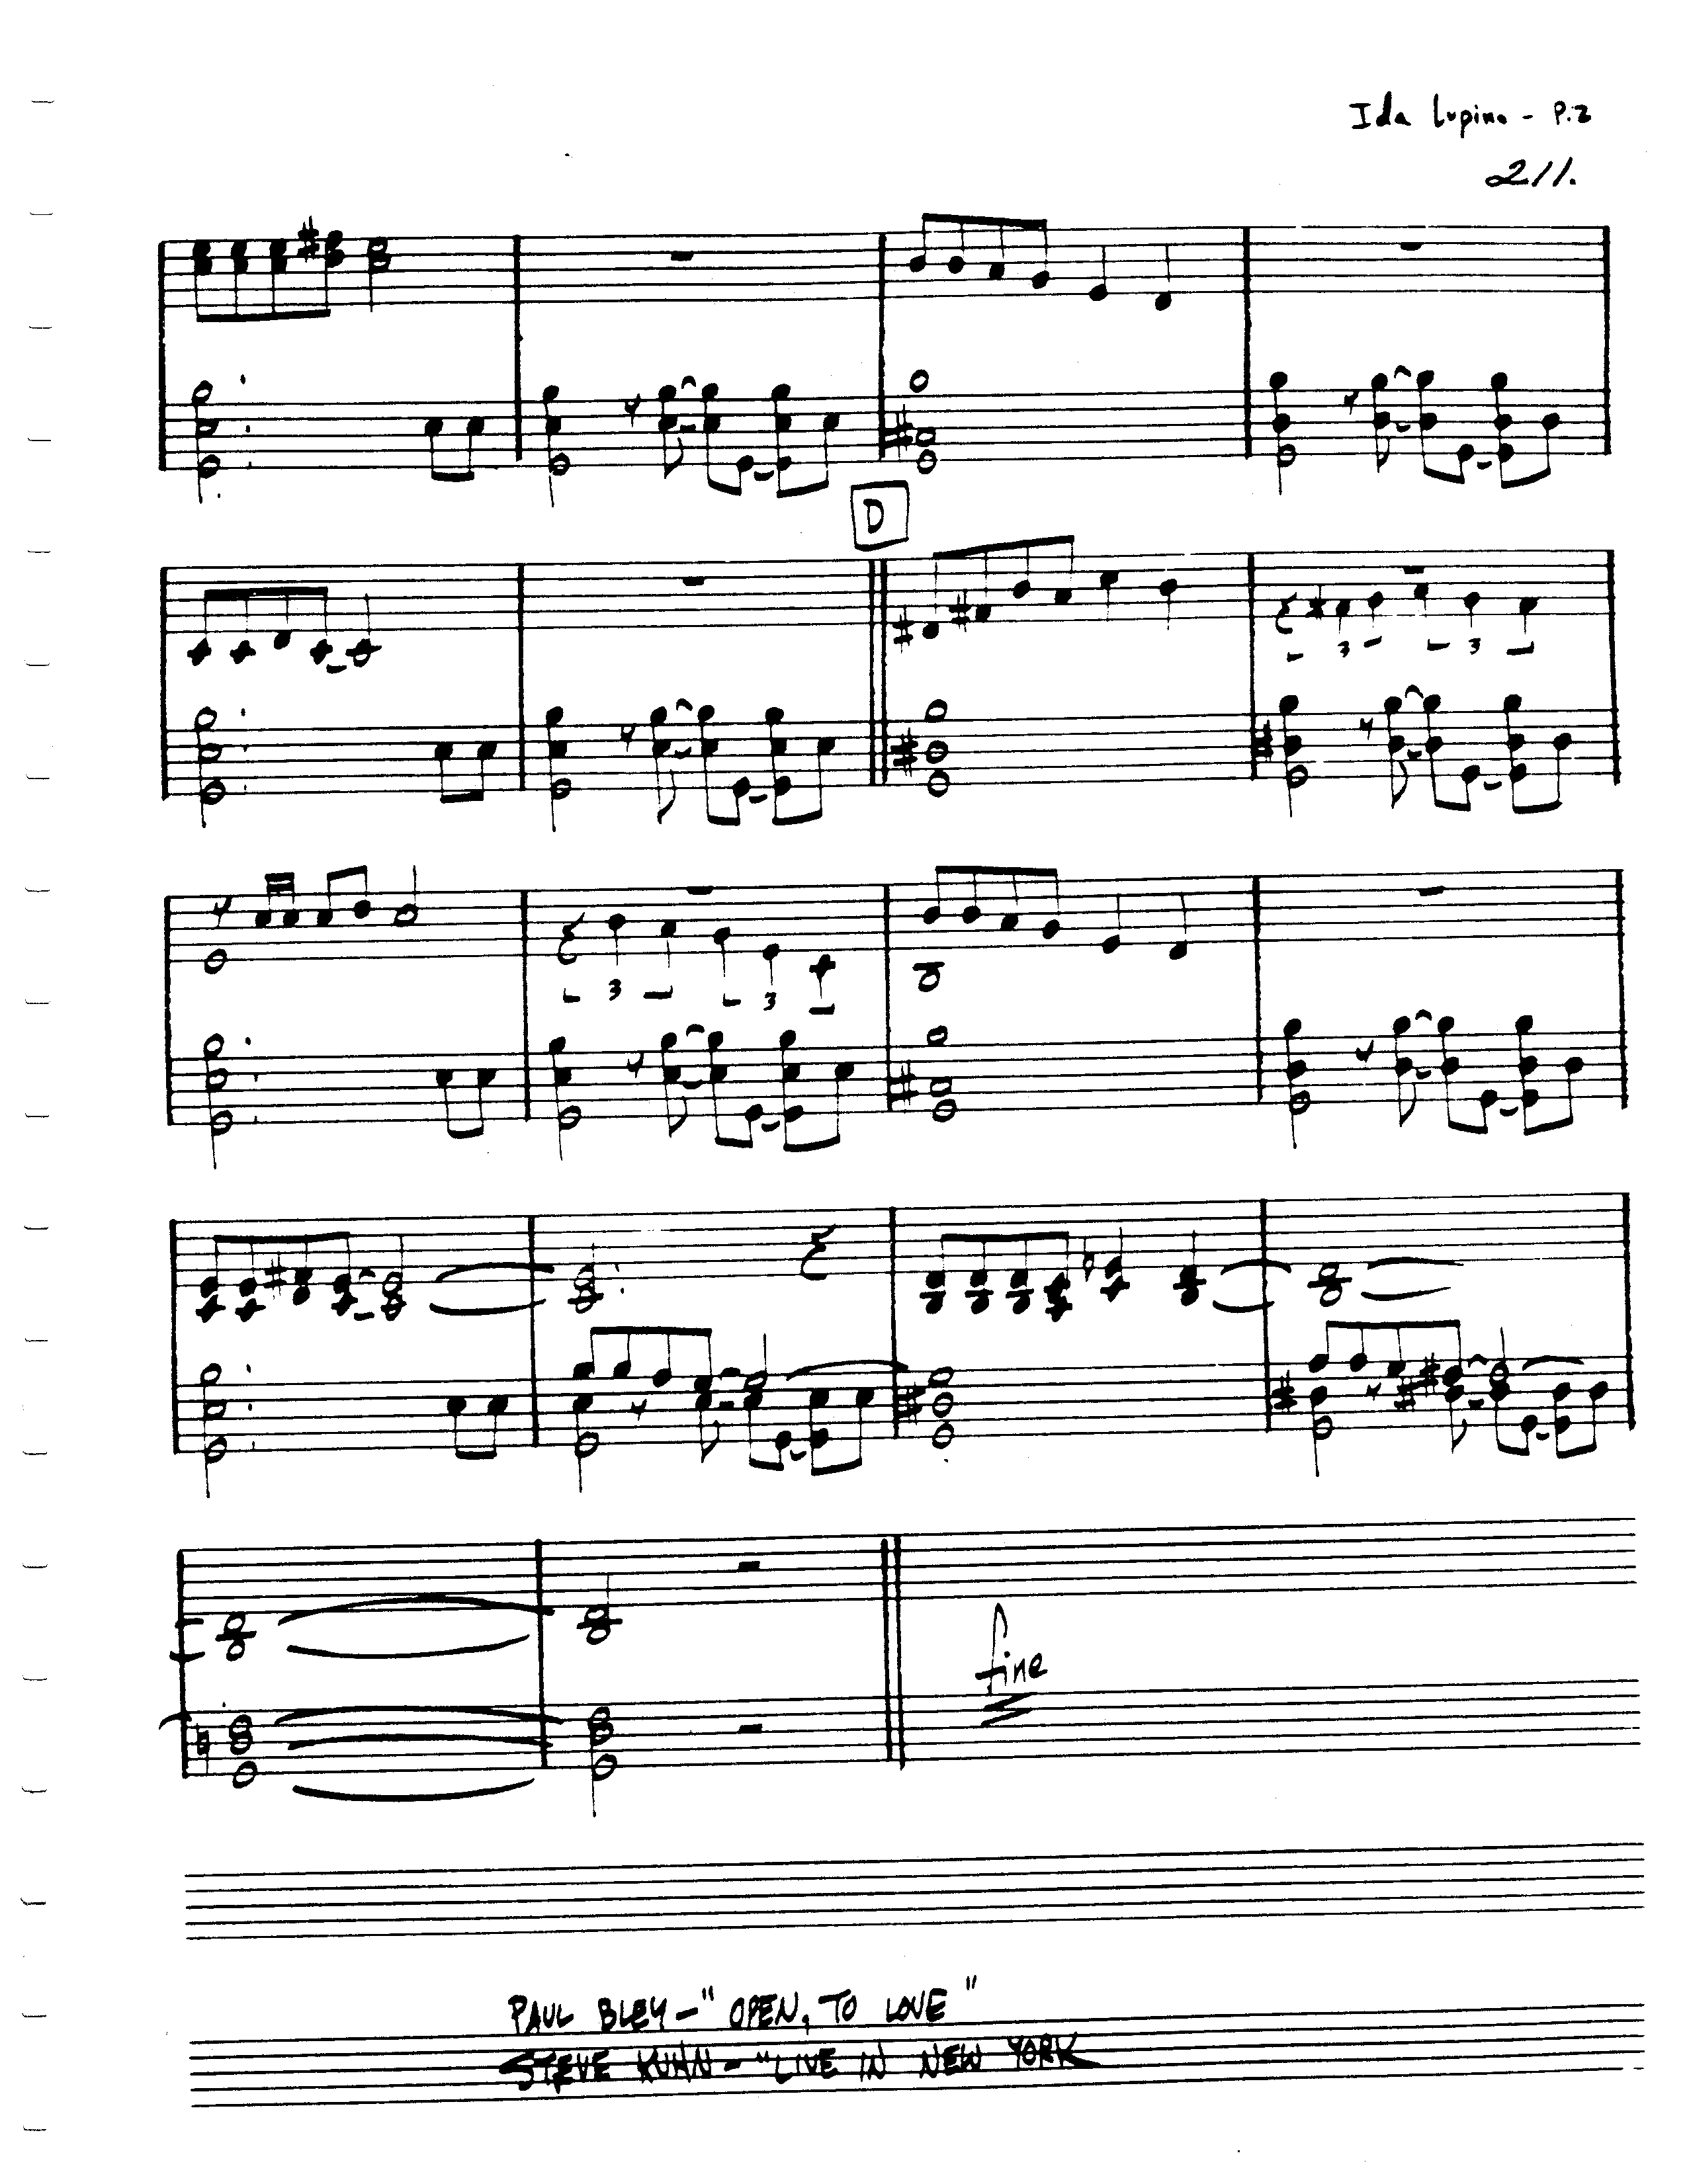 Ida Lupino - P.2
211.
D
3 3
3 3
fine
PAUL BLEY - "OPEN, TO LOVE"
STEVE KUHN - "LIVE IN NEW YORK